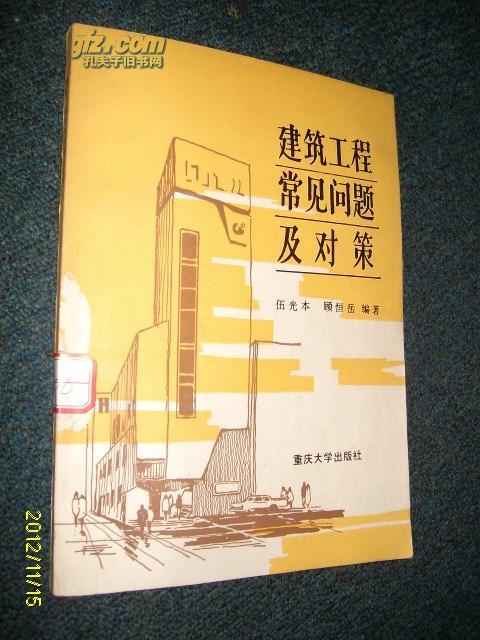 gfz.com
孔夫子旧书网
建筑工程
常见问题
及对策
伍光本 顾恒岳 编著
重庆大学出版社
2012/11/15